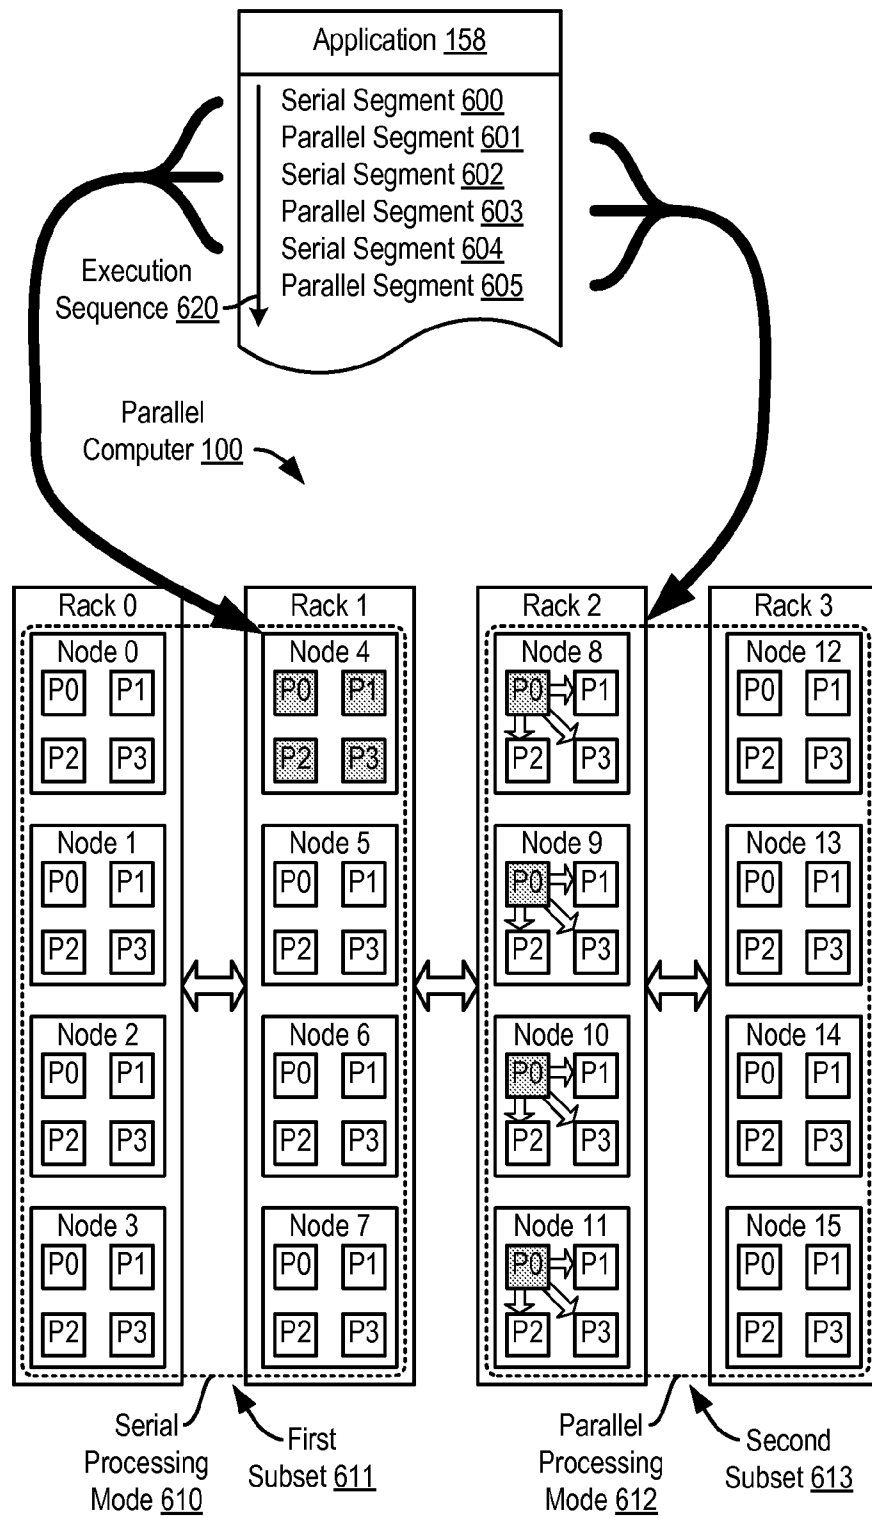 Application 158
Serial Segment 600
Parallel Segment 601
Serial Segment 602
Parallel Segment 603
Serial Segment 604
Parallel Segment 605
Execution
Sequence 620
Parallel
Computer 100
Rack 0 Rack 1 Rack 2 Rack 3
Node 0 Node 4 Node 8 Node 12
P0 P1 P0 P1 P0 P1 P0 P1
P2 P3 P2 P3 P2 P3 P2 P3
Node 1 Node 5 Node 9 Node 13
P0 P1 P0 P1 P0 P1 P0 P1
P2 P3 P2 P3 P2 P3 P2 P3
Node 2 Node 6 Node 10 Node 14
P0 P1 P0 P1 P0 P1 P0 P1
P2 P3 P2 P3 P2 P3 P2 P3
Node 3 Node 7 Node 11 Node 15
P0 P1 P0 P1 P0 P1 P0 P1
P2 P3 P2 P3 P2 P3 P2 P3
Serial
Processing
Mode 610
First
Subset 611
Parallel
Processing
Mode 612
Second
Subset 613